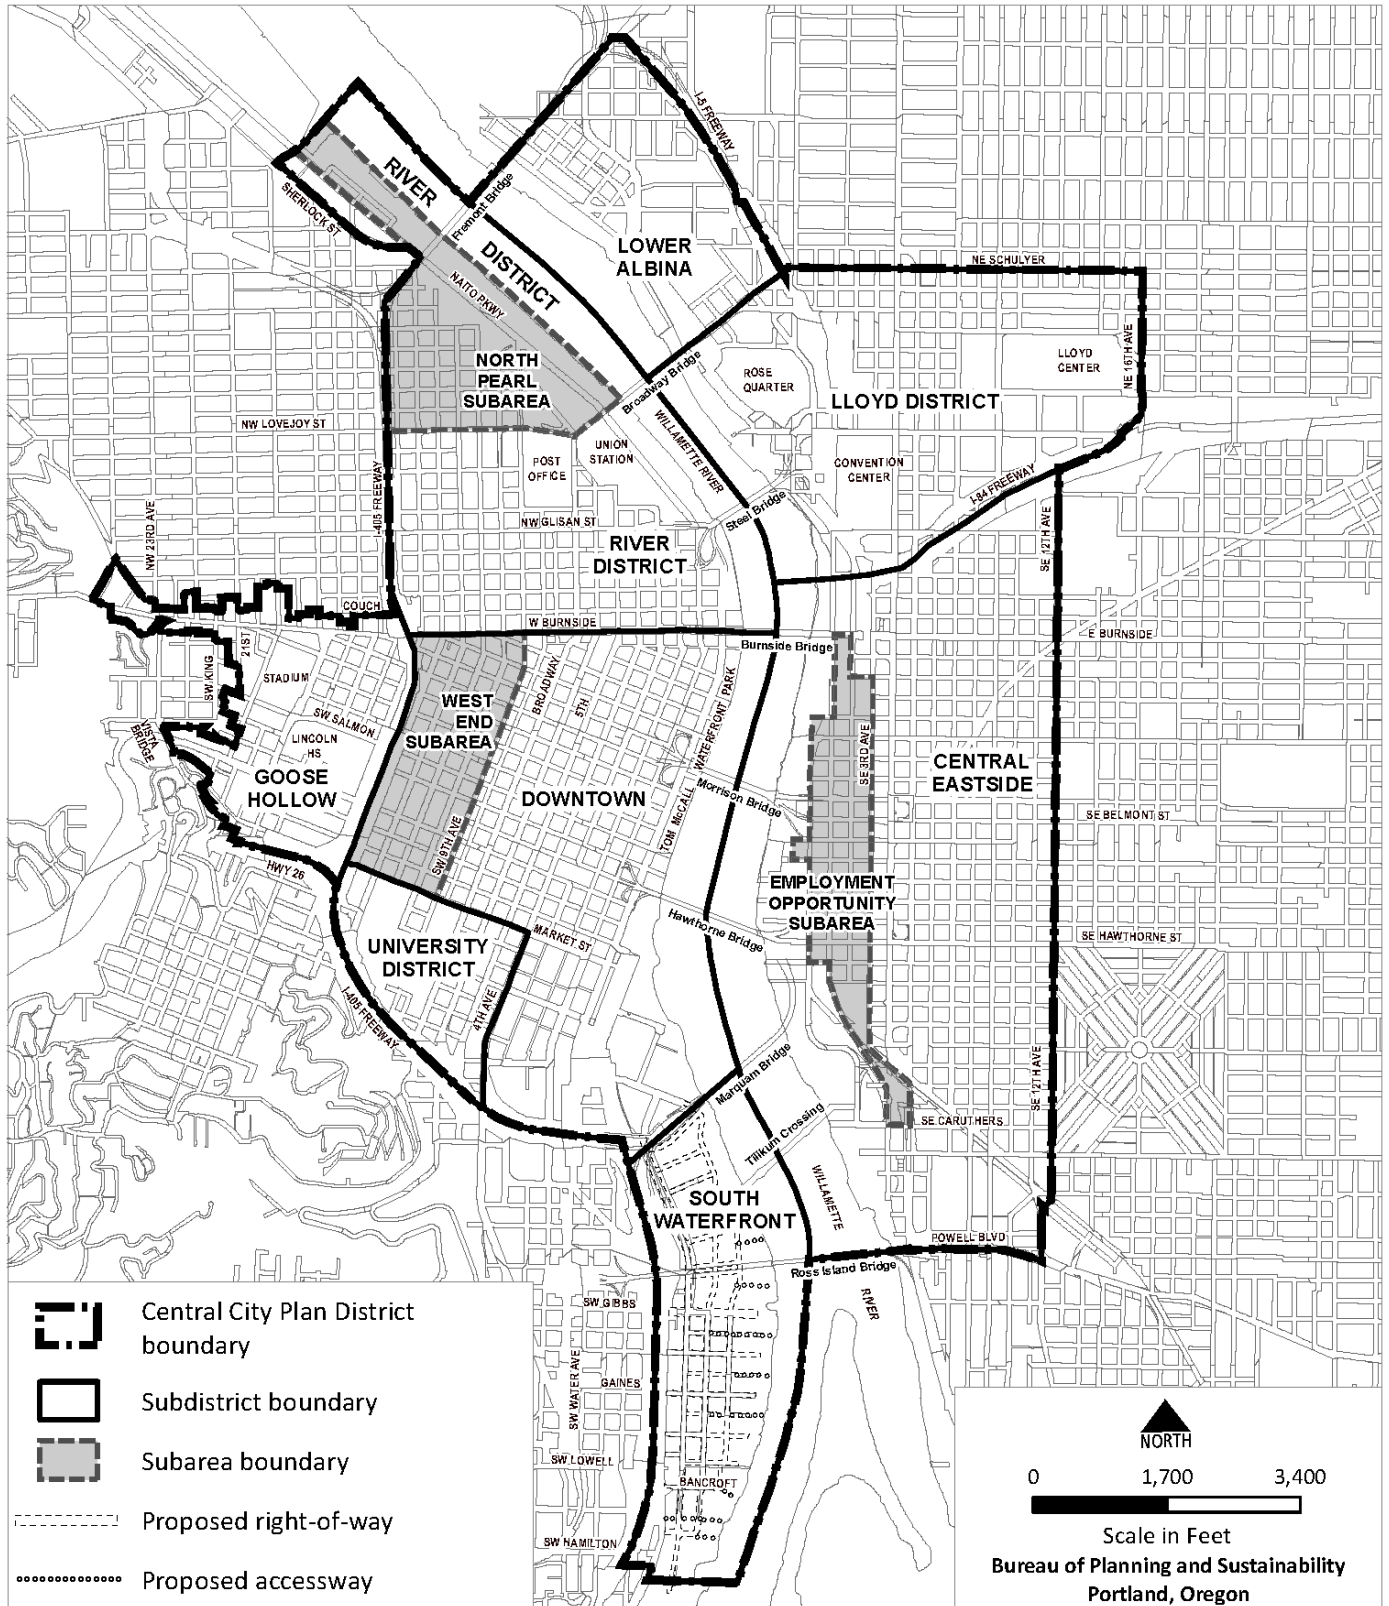 I-5 FREEWAY
RIVER
DISTRICT
SHERLOCK ST
Fremont Bridge
LOWER
ALBINA
NE SCHULYER
NAITO PKWY
NE 16TH AVE
NORTH
PEARL
SUBAREA
Broadway Bridge
ROSE
QUARTER
LLOYD
CENTER
LLOYD DISTRICT
NW LOVEJOY ST
WILLAMETTE RIVER
UNION
STATION
POST
OFFICE
CONVENTION
CENTER
I-84 FREEWAY
I-405 FREEWAY
NW 23RD AVE
NW GLISAN ST
Steel Bridge
SE 12TH AVE
RIVER
DISTRICT
COUCH
W BURNSIDE
Burnside Bridge
E BURNSIDE
21ST
SW KING
STADIUM
BROADWAY
5TH
WEST
END
SUBAREA
SW SALMON
LINCOLN
HS
VISTA
BRIDGE
GOOSE
HOLLOW
DOWNTOWN
TOM McCALL WATERFRONT PARK
Morrison Bridge
SE 3RD AVE
CENTRAL
EASTSIDE
SE BELMONT ST
SW 9TH AVE
HWY 26
EMPLOYMENT
OPPORTUNITY
SUBAREA
Hawthorne Bridge
SE HAWTHORNE ST
MARKET ST
UNIVERSITY
DISTRICT
4TH AVE
I-405 FREEWAY
Marquam Bridge
SE 12TH AVE
SE CARUTHERS
Tilikum Crossing
WILLAMETTE
SOUTH
WATERFRONT
POWELL BLVD
Ross Island Bridge
RIVER
SW GIBBS
SW WATER AVE
GAINES
SW LOWELL
BANCROFT
SW HAMILTON
Central City Plan District
boundary
Subdistrict boundary
Subarea boundary
Proposed right-of-way
Proposed accessway
NORTH
0 1,700 3,400
Scale in Feet
Bureau of Planning and Sustainability
Portland, Oregon